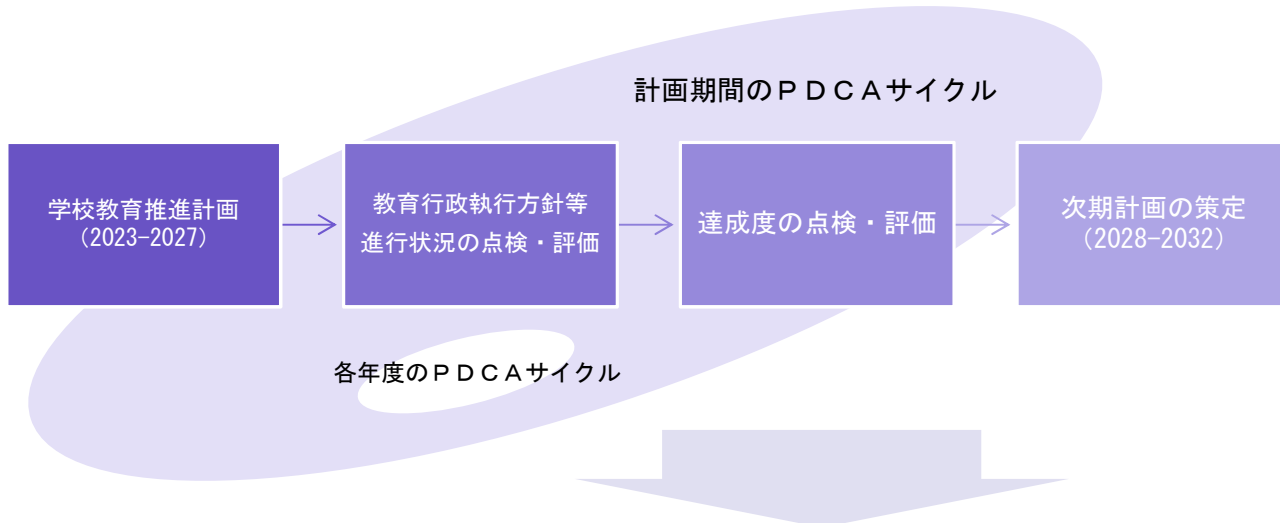 計画期間のＰＤＣＡサイクル
学校教育推進計画
(2023-2027)
教育行政執行方針等
進行状況の点検・評価
達成度の点検・評価
次期計画の策定
(2028-2032)
各年度のＰＤＣＡサイクル